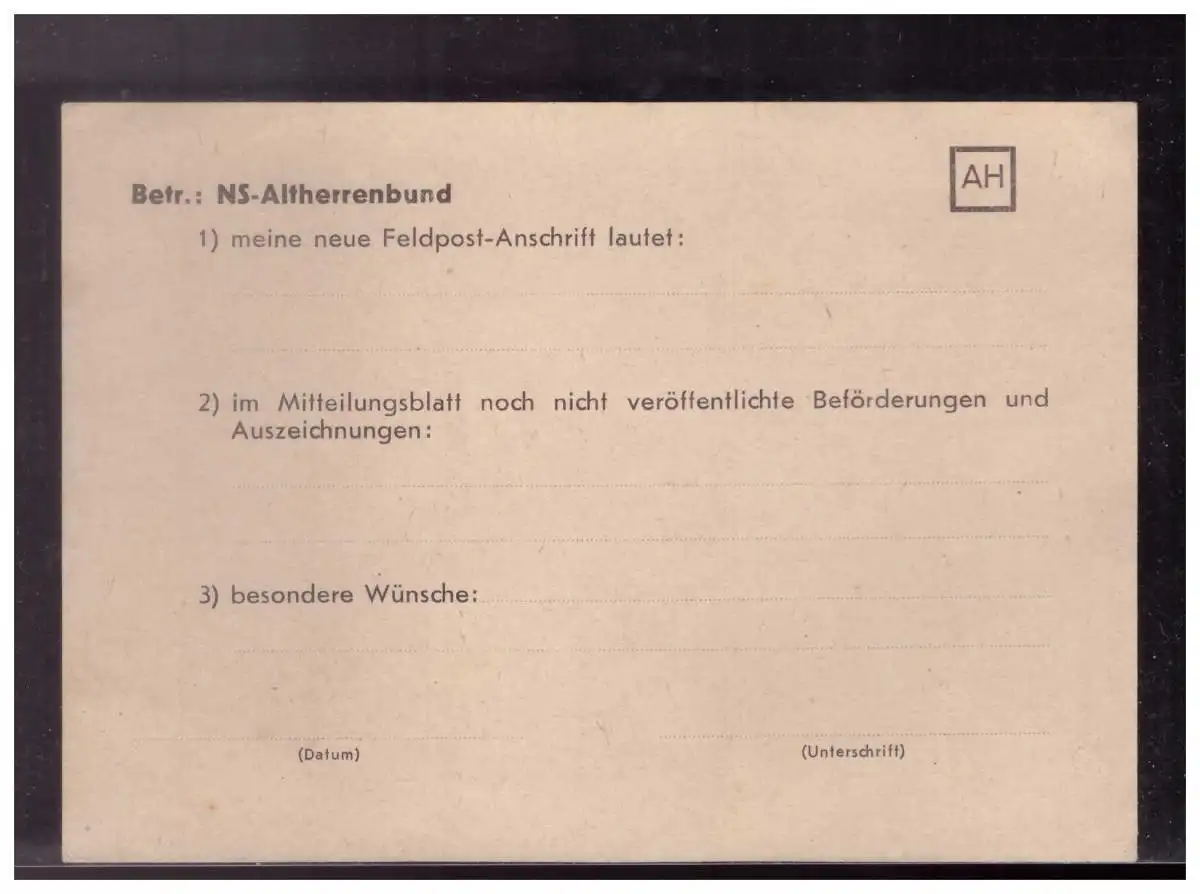 AH
Betr.: NS-Altherrenbund
1) meine neue Feldpost-Anschrift lautet:
2) im Mitteilungsblatt noch nicht veröffentlichte Beförderungen und
Auszeichnungen:
3) besondere Wünsche:
(Datum) (Unterschrift)